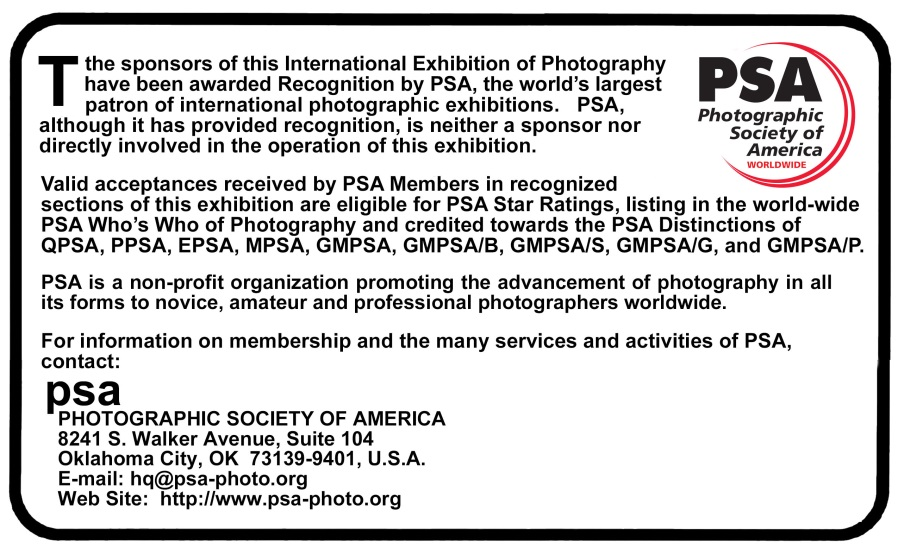 The sponsors of this International Exhibition of Photography
have been awarded Recognition by PSA, the world's largest
patron of international photographic exhibitions.   PSA,
although it has provided recognition, is neither a sponsor nor
directly involved in the operation of this exhibition.
PSA
Photographic
Society of
America
WORLDWIDE
Valid acceptances received by PSA Members in recognized
sections of this exhibition are eligible for PSA Star Ratings, listing in the world-wide
PSA Who's Who of Photography and credited towards the PSA Distinctions of
QPSA, PPSA, EPSA, MPSA, GMPSA, GMPSA/B, GMPSA/S, GMPSA/G, and GMPSA/P.
PSA is a non-profit organization promoting the advancement of photography in all
its forms to novice, amateur and professional photographers worldwide.
For information on membership and the many services and activities of PSA,
contact:
psa
PHOTOGRAPHIC SOCIETY OF AMERICA
8241 S. Walker Avenue, Suite 104
Oklahoma City, OK  73139-9401, U.S.A.
E-mail: hq@psa-photo.org
Web Site:  http://www.psa-photo.org